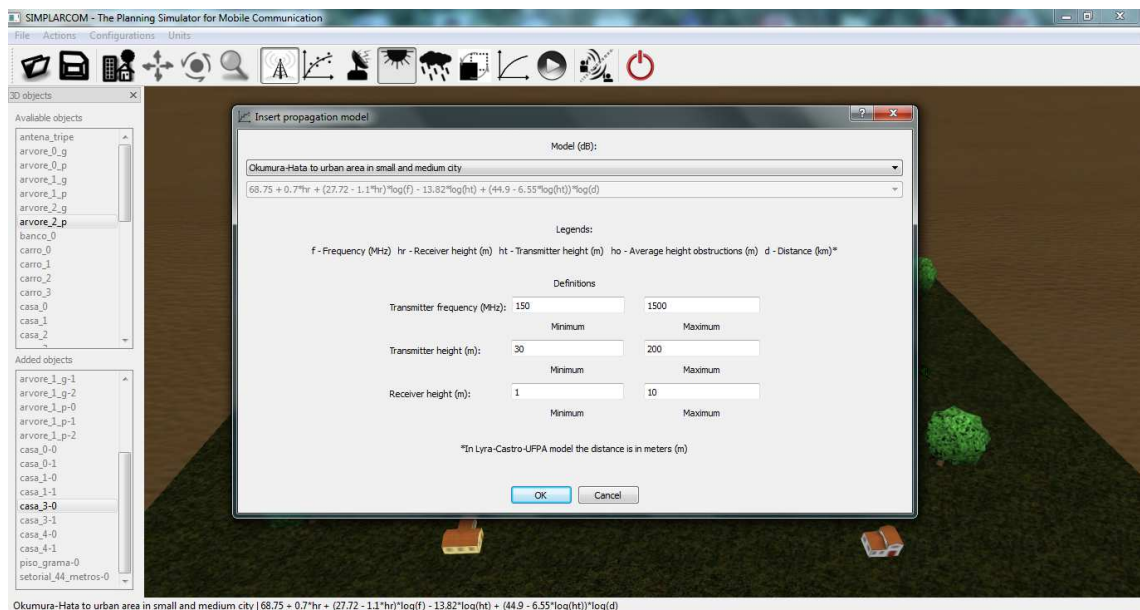 SIMPLARCOM - The Planning Simulator for Mobile Communication
File Actions Configurations Units
3D objects
Available objects
antena_tripe
arvore_0_g
arvore_0_p
arvore_1_g
arvore_1_p
arvore_2_g
arvore_2_p
banco_0
carro_0
carro_1
carro_2
carro_3
casa_0
casa_1
casa_2
Added objects
arvore_1_g-1
arvore_1_g-2
arvore_1_p-0
arvore_1_p-1
arvore_1_p-2
casa_0-0
casa_0-1
casa_1-0
casa_1-1
casa_3-0
casa_3-1
casa_4-0
casa_4-1
piso_grama-0
setorial_44_metros-0
Insert propagation model
Model (dB):
Okumura-Hata to urban area in small and medium city
68.75 + 0.7*hr + (27.72 - 1.1*hr)*log(f) - 13.82*log(ht) + (44.9 - 6.55*log(ht))*log(d)
Legends:
f - Frequency (MHz) hr - Receiver height (m) ht - Transmitter height (m) ho - Average height obstructions (m) d - Distance (km)*
Definitions
Transmitter frequency (MHz): 150 1500
Minimum Maximum
Transmitter height (m): 30 200
Minimum Maximum
Receiver height (m): 1 10
Minimum Maximum
*In Lyra-Castro-UFPA model the distance is in meters (m)
OK Cancel
Okumura-Hata to urban area in small and medium city | 68.75 + 0.7*hr + (27.72 - 1.1*hr)*log(f) - 13.82*log(ht) + (44.9 - 6.55*log(ht))*log(d)